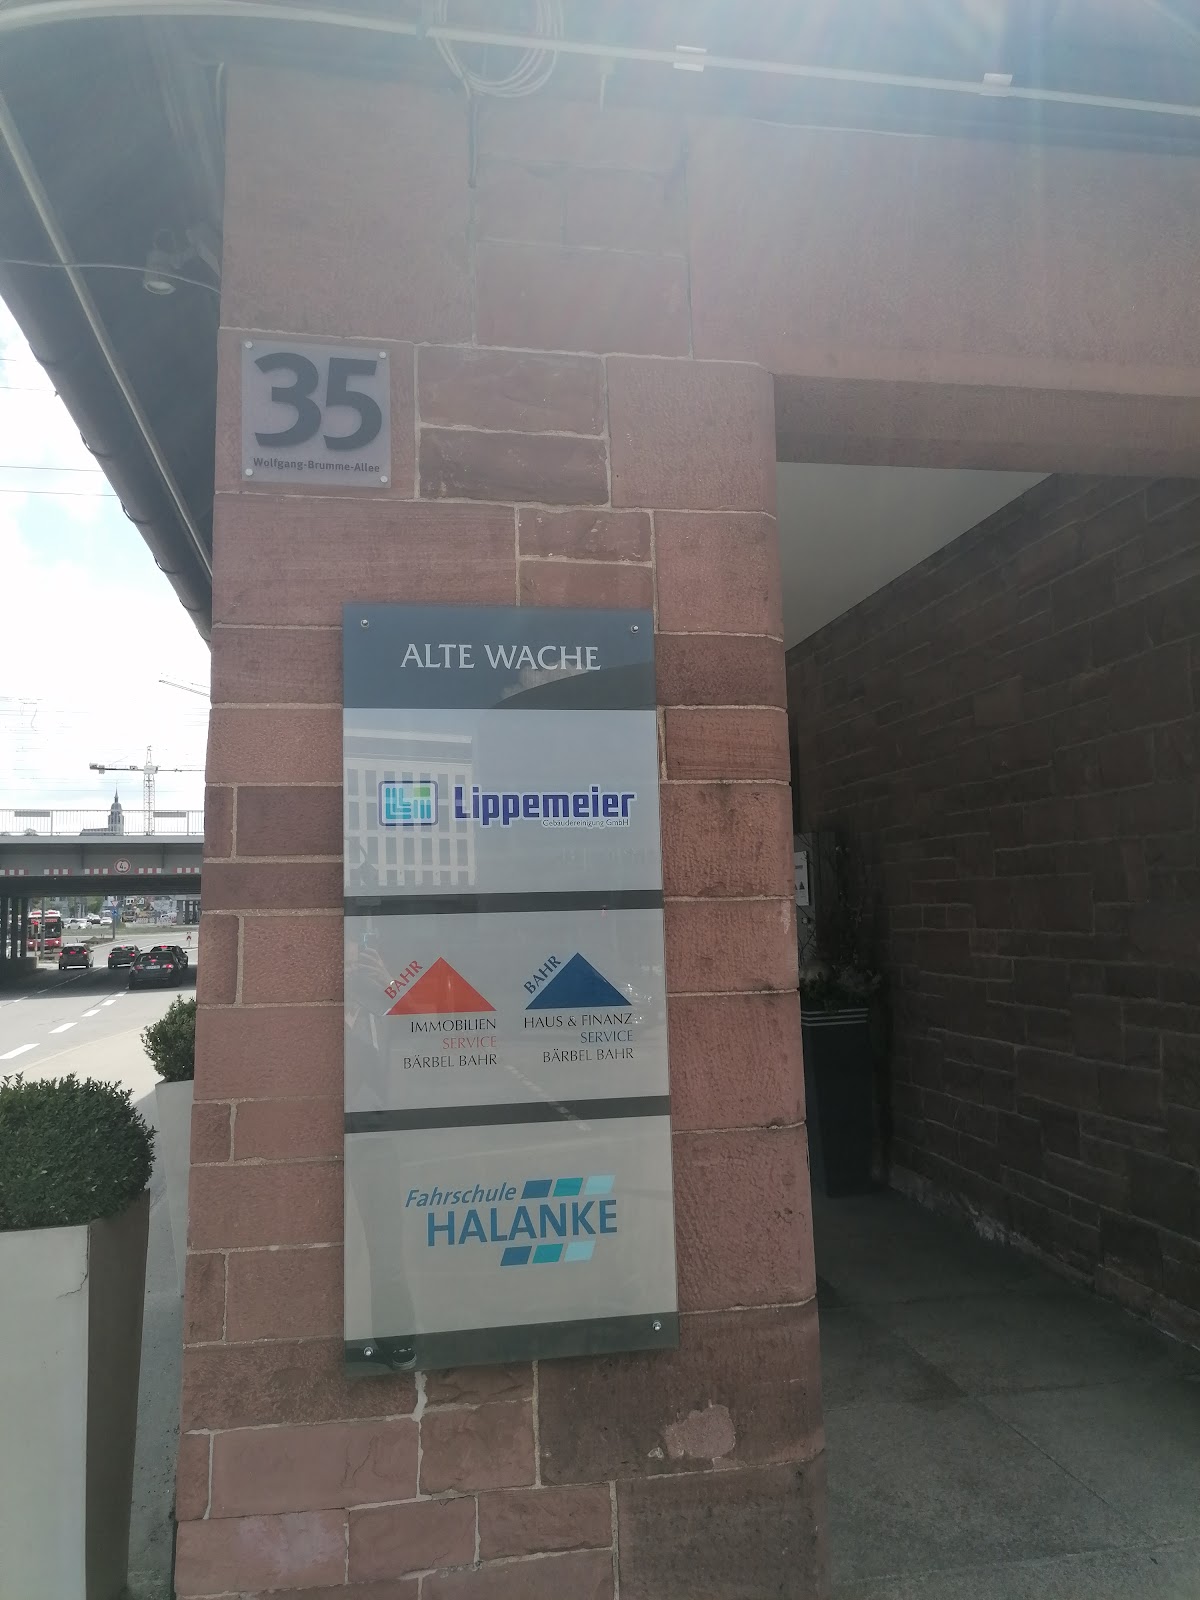 35
Wolfgang-Brumme-Allee
ALTE WACHE
Lippemeier
Gebäudereinigung GmbH
BAHR
IMMOBILIEN
SERVICE
BÄRBEL BAHR
BAHR
HAUS & FINANZ
SERVICE
BÄRBEL BAHR
Fahrschule
HALANKE